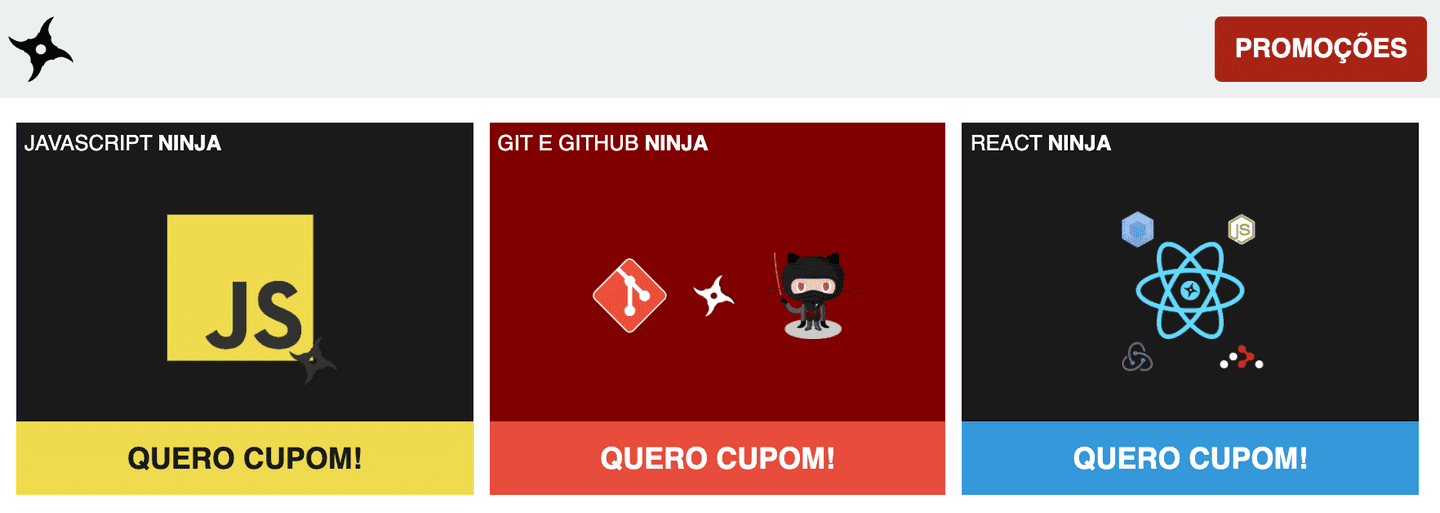 PROMOÇÕES
JAVASCRIPT NINJA
JS
QUERO CUPOM!
GIT E GITHUB NINJA
QUERO CUPOM!
REACT NINJA
JS
QUERO CUPOM!